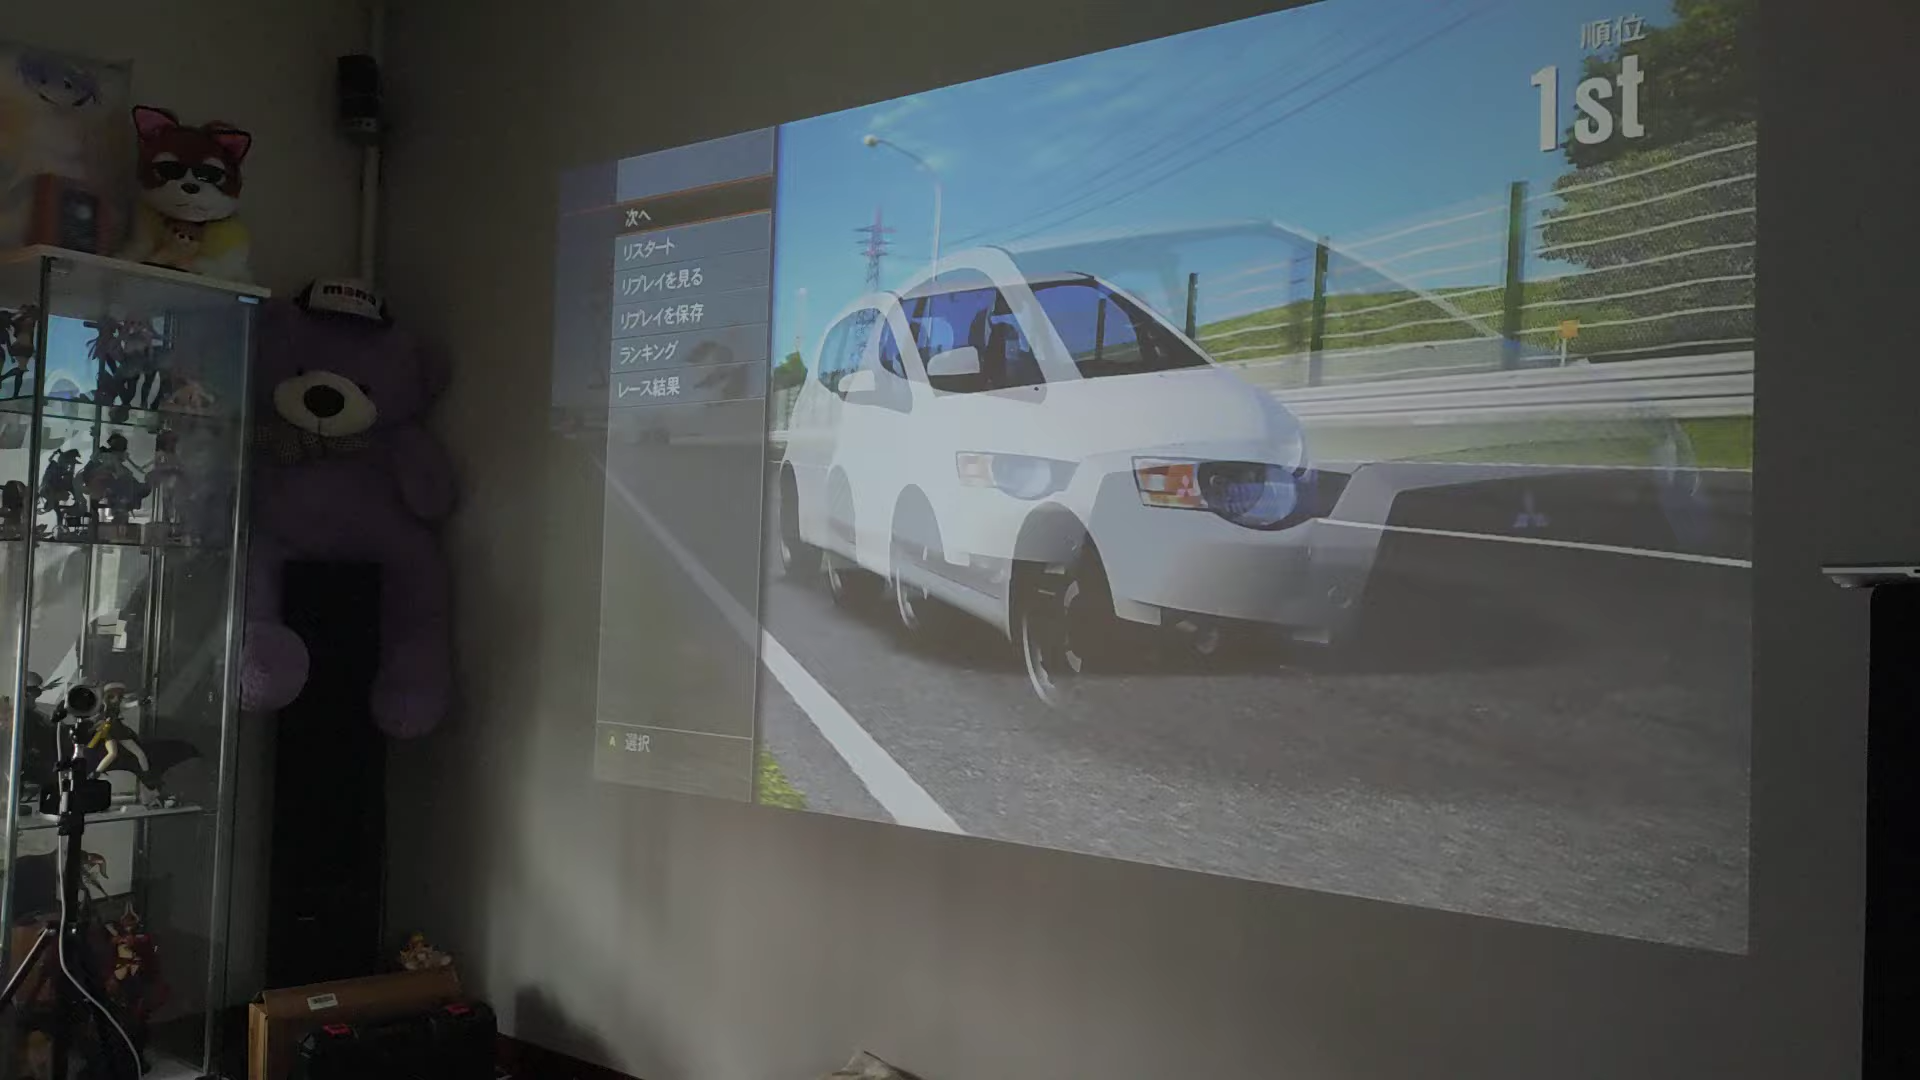 順位
1st
次へ
リスタート
リプレイを見る
リプレイを保存
ランキング
レース結果
A 選択
mana